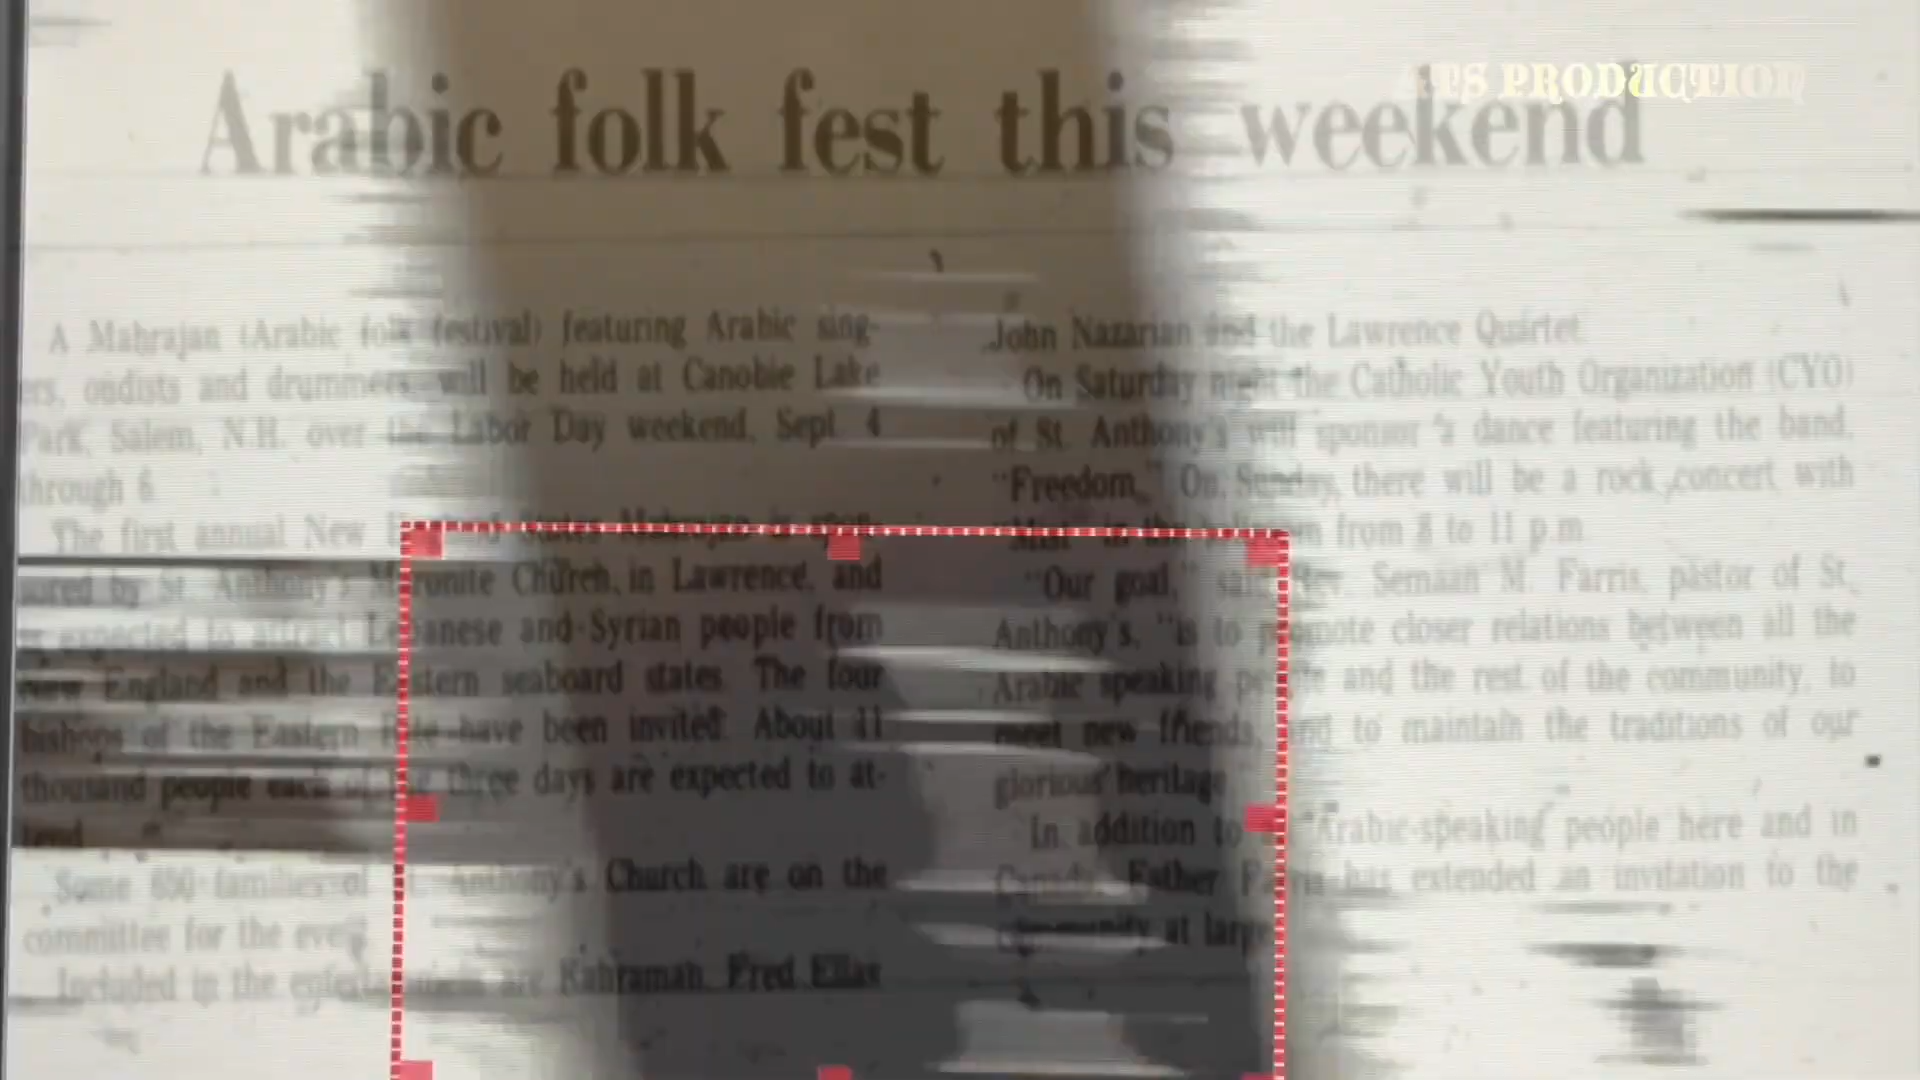 ATS PRODUCTION
Arabic folk fest this weekend
A Mahrajan (Arabic folk festival) featuring Arabic sing-
ers, oudists and drummers will be held at Canobie Lake
Park, Salem, N.H. over the Labor Day weekend, Sept. 4
through 6.
The first annual New England States Mahrajan is spon-
sored by St. Anthony's Maronite Church, in Lawrence, and
is expected to attract Lebanese and Syrian people from
New England and the Eastern seaboard states. The four
bishops of the Eastern Rite have been invited. About 11
thousand people each of the three days are expected to at-
tend.
Some 650 families of St. Anthony's Church are on the
committee for the event.
Included in the entertainment are Kahraman, Fred Elias
John Nazarian and the Lawrence Quartet.
On Saturday night the Catholic Youth Organization (CYO)
of St. Anthony's will sponsor a dance featuring the band,
"Freedom." On Sunday, there will be a rock concert with
"Mist" in the from 8 to 11 p.m.
"Our goal," said Rev. Semaan M. Farris, pastor of St.
Anthony's, "is to promote closer relations between all the
Arabic speaking people and the rest of the community, to
meet new friends, and to maintain the traditions of our
glorious heritage
In addition to Arabic-speaking people here and in
Canada, Father Farris has extended an invitation to the
community at large